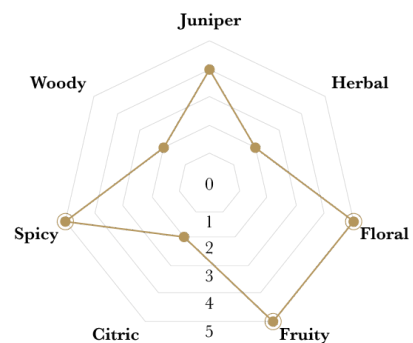 Juniper
Woody
Herbal
0
1
Spicy
Floral
2
3
4
5
Citric
Fruity